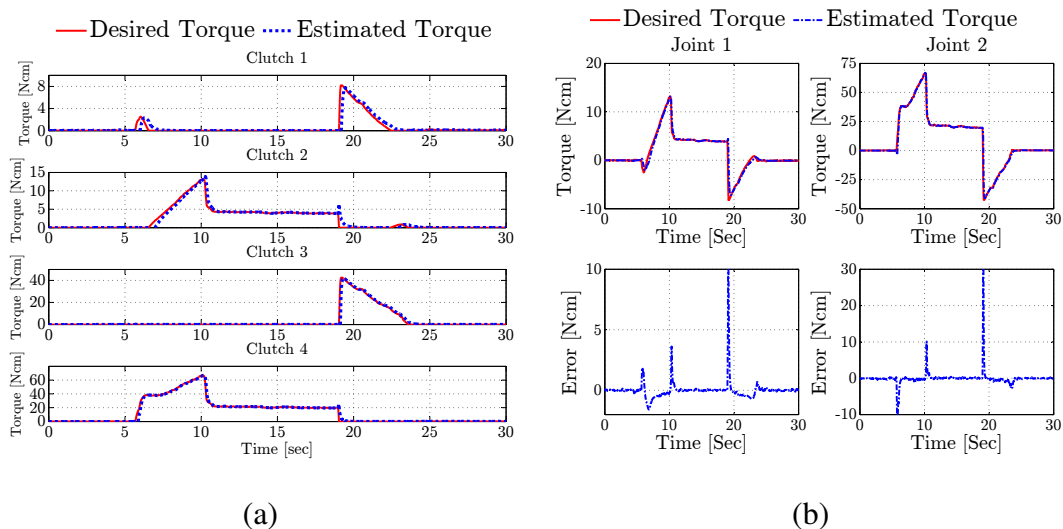 Desired Torque Estimated Torque
Clutch 1
Torque [Ncm]
8
4
0
0 5 10 15 20 25 30
Clutch 2
Torque [Ncm]
15
10
5
0
0 5 10 15 20 25 30
Clutch 3
Torque [Ncm]
40
20
0
0 5 10 15 20 25 30
Clutch 4
Torque [Ncm]
60
40
20
0
0 5 10 15 20 25 30
Time [sec]
(a)
Desired Torque Estimated Torque
Joint 1
Torque [Ncm]
20
10
0
-10
0 10 20 30
Time [Sec]
Joint 2
Torque [Ncm]
75
50
25
0
-25
-50
0 10 20 30
Time [Sec]
Error [Ncm]
10
5
0
0 10 20 30
Time [Sec]
Error [Ncm]
30
20
10
0
-10
0 10 20 30
Time [Sec]
(b)